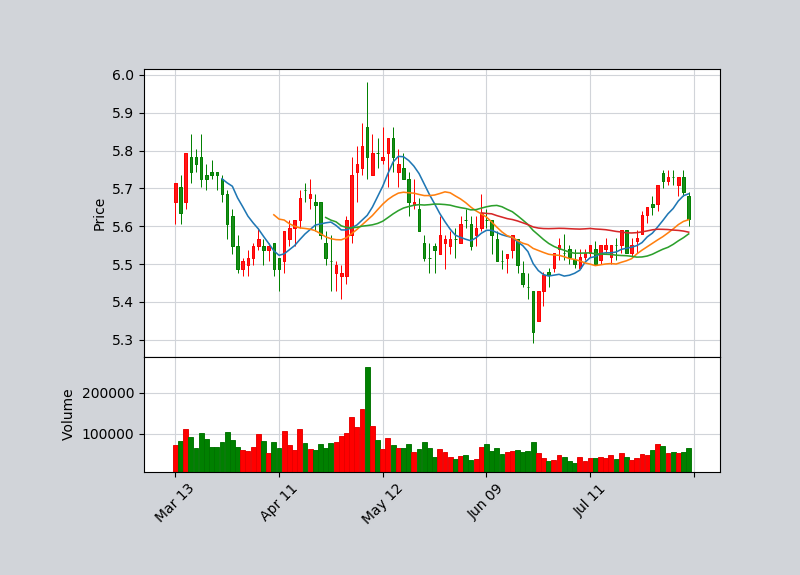 6.0
5.9
5.8
5.7
5.6
5.5
5.4
5.3
Price
200000
100000
Volume
Mar 13
Apr 11
May 12
Jun 09
Jul 11